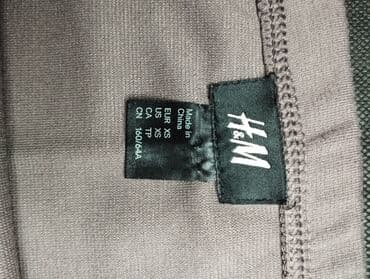 H&M
Made in
China
EUR XS
US XS
CA TP
CN 160/64A